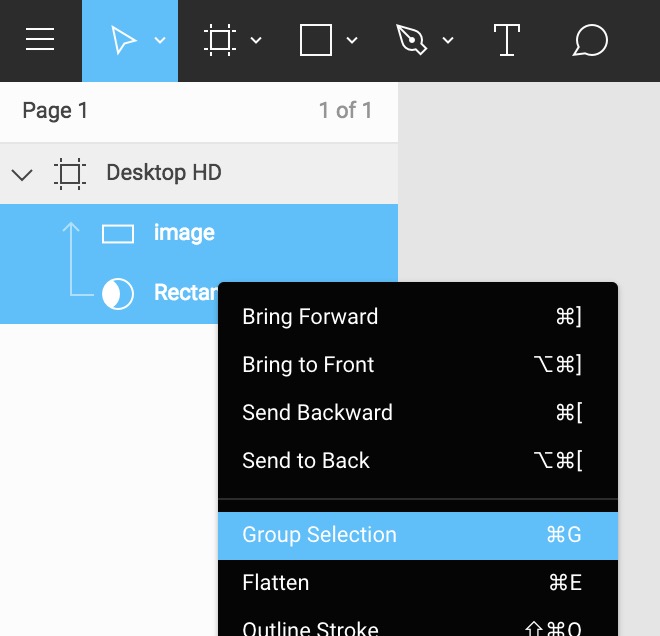 Page 1 1 of 1
Desktop HD
image
Rectan
Bring Forward ⌘]
Bring to Front ⌥⌘]
Send Backward ⌘[
Send to Back ⌥⌘[
Group Selection ⌘G
Flatten ⌘E
Outline Stroke ⇧⌘O